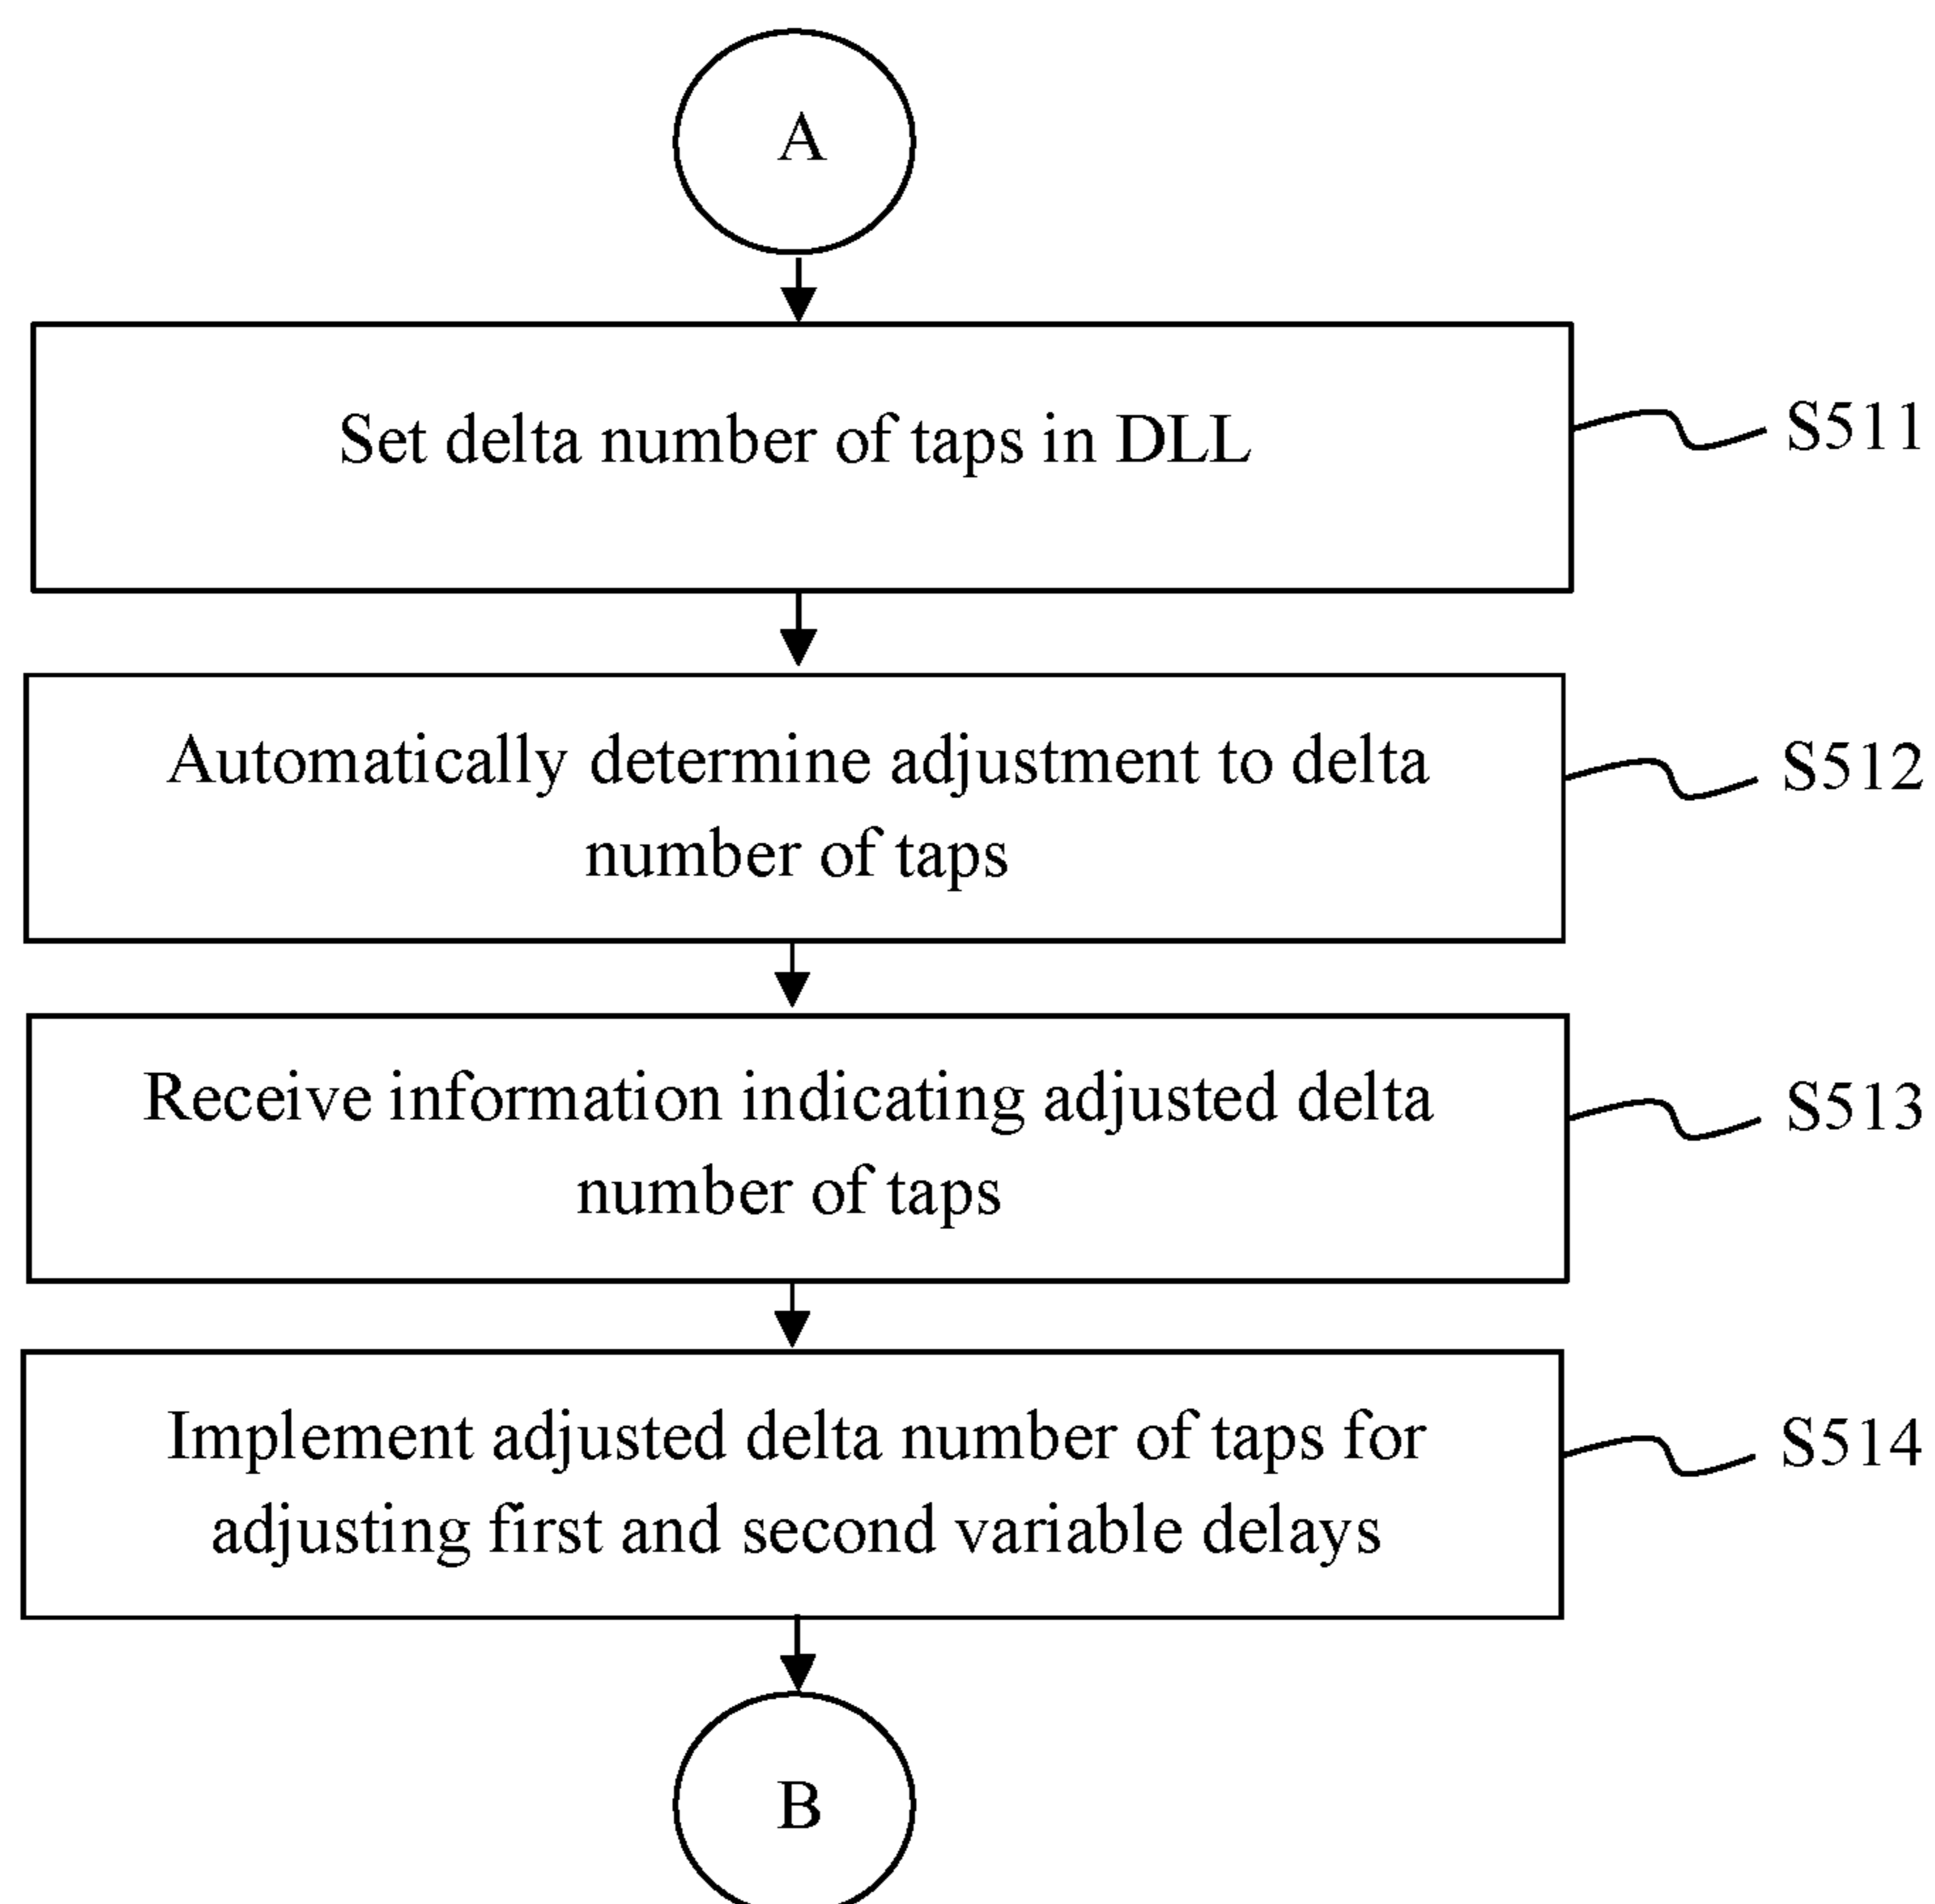 A
Set delta number of taps in DLL
S511
Automatically determine adjustment to delta
number of taps
S512
Receive information indicating adjusted delta
number of taps
S513
Implement adjusted delta number of taps for
adjusting first and second variable delays
S514
B